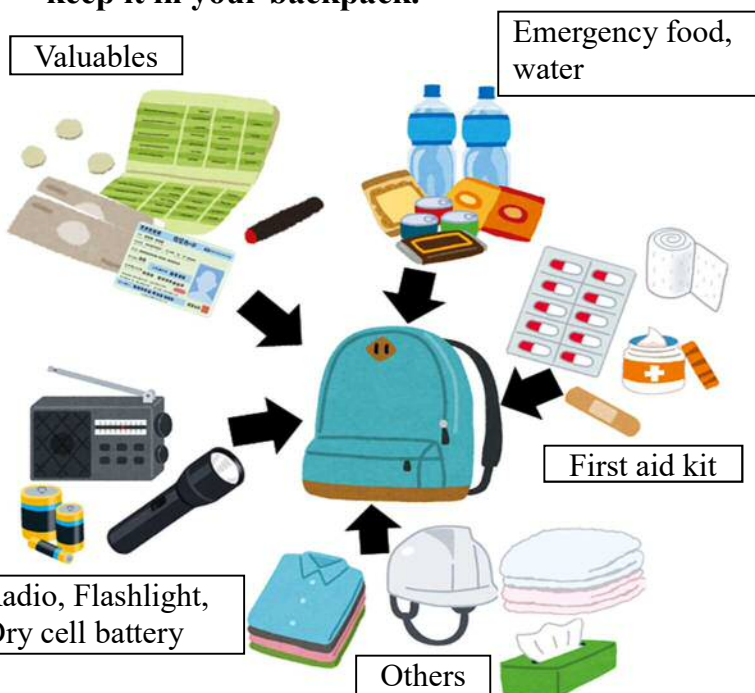 keep it in your backpack.
Valuables
Emergency food,
water
First aid kit
adio, Flashlight,
Dry cell battery
Others